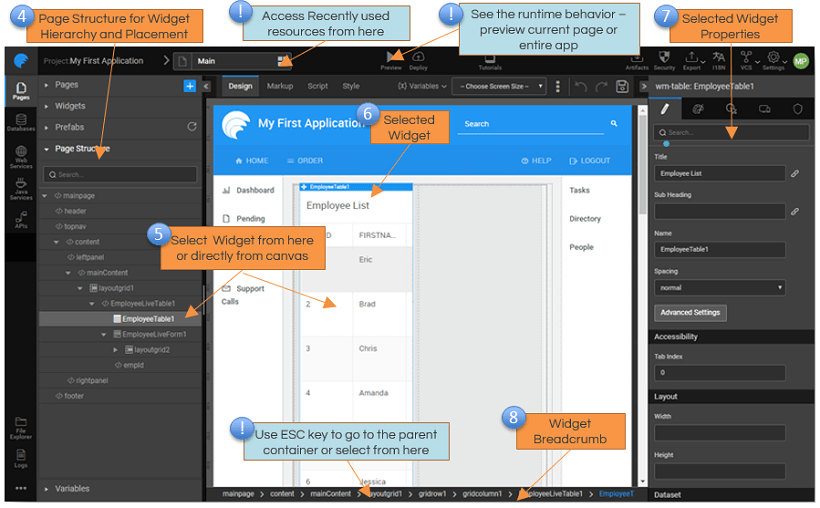 4
Page Structure for Widget
Hierarchy and Placement
!
Access Recently used
resources from here
!
See the runtime behavior –
preview current page or
entire app
7
Selected Widget
Properties
Project: My First Application
Main
Preview
Deploy
Tutorials
Artifacts
Security
Export
I18N
VCS
Settings
MP
Pages
Databases
Web
Services
Java
Services
APIs
File
Explorer
Logs
Pages
Widgets
Prefabs
Page Structure
Search...
mainpage
header
topnav
content
leftpanel
mainContent
layoutgrid1
EmployeeLiveTable1
EmployeeTable1
EmployeeLiveForm1
layoutgrid2
empId
rightpanel
footer
Variables
Design
Markup
Script
Style
(x) Variables
-- Choose Screen Size --
My First Application
Search
HOME
ORDER
HELP
LOGOUT
6
Selected
Widget
Dashboard
Pending
Support
Calls
EmployeeTable1
Employee List
D
FIRSTNA...
Eric
2
Brad
3
Chris
4
Amanda
6
Jessica
Tasks
Directory
People
5
Select Widget from here
or directly from canvas
!
Use ESC key to go to the parent
container or select from here
8
Widget
Breadcrumb
mainpage > content > mainContent > layoutgrid1 > gridrow1 > gridcolumn1 > EmployeeLiveTable1 > EmployeeT
wm-table: EmployeeTable1
Search...
Title
Employee List
Sub Heading
Name
EmployeeTable1
Spacing
normal
Advanced Settings
Accessibility
Tab Index
0
Layout
Width
Height
Dataset